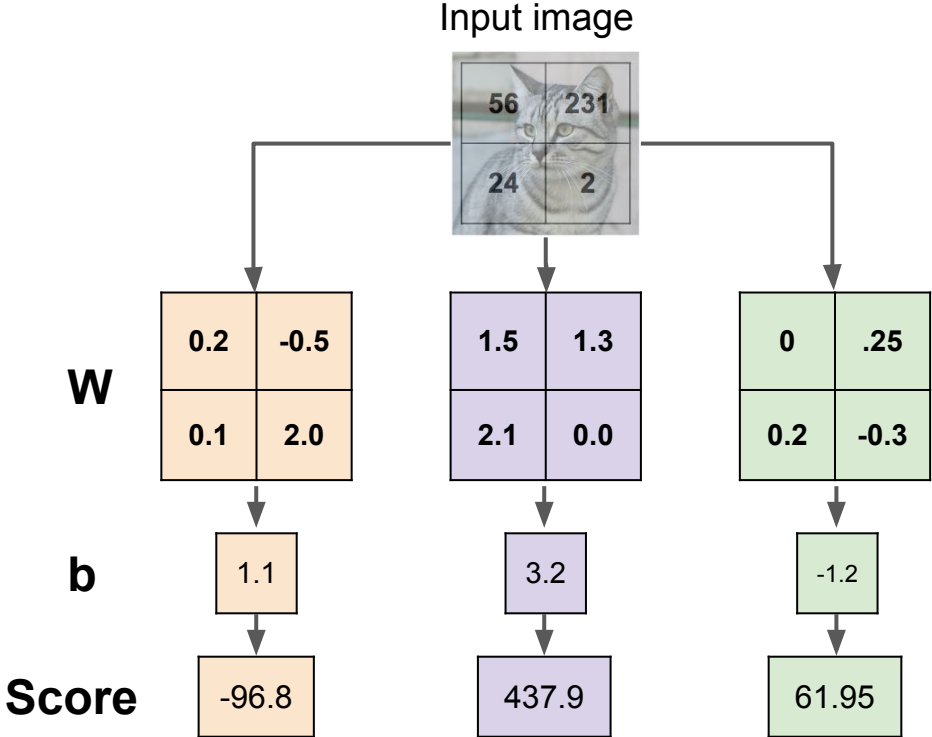 Input image
56 231
24 2
W
0.2 -0.5 1.5 1.3 0 .25
0.1 2.0 2.1 0.0 0.2 -0.3
b 1.1 3.2 -1.2
Score -96.8 437.9 61.95